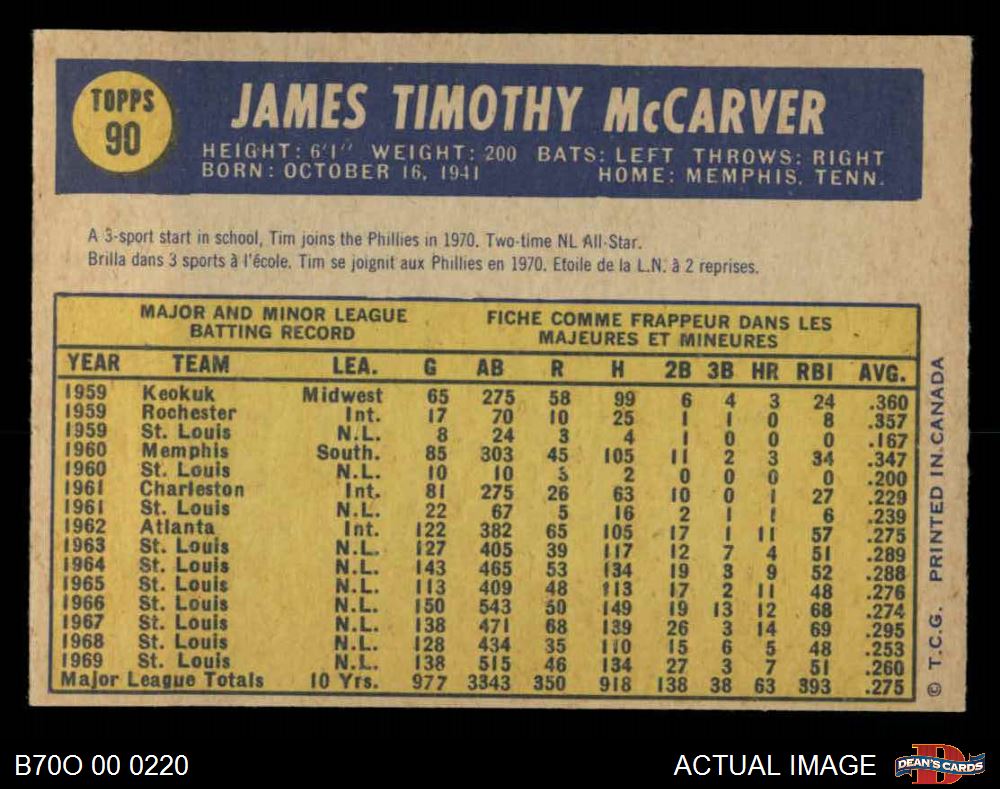 TOPPS
90
JAMES TIMOTHY McCARVER
HEIGHT: 6'1" WEIGHT: 200 BATS: LEFT THROWS: RIGHT
BORN: OCTOBER 16, 1941 HOME: MEMPHIS, TENN.
A 3-sport start in school, Tim joins the Phillies in 1970. Two-time NL All-Star.
Brilla dans 3 sports à l'école. Tim se joignit aux Phillies en 1970. Etoile de la L.N. à 2 reprises.
MAJOR AND MINOR LEAGUE
BATTING RECORD
FICHE COMME FRAPPEUR DANS LES
MAJEURES ET MINEURES
YEAR TEAM LEA. G AB R H 2B 3B HR RBI AVG.
1959 Keokuk Midwest 65 275 58 99 6 4 3 24 .360
1959 Rochester Int. 17 70 10 25 1 1 0 8 .357
1959 St. Louis N.L. 8 24 3 4 1 0 0 0 .167
1960 Memphis South. 85 303 45 105 11 2 3 34 .347
1960 St. Louis N.L. 10 10 3 2 0 0 0 0 .200
1961 Charleston Int. 81 275 26 63 10 0 1 27 .229
1961 St. Louis N.L. 22 67 5 16 2 1 1 6 .239
1962 Atlanta Int. 122 382 65 105 17 1 11 57 .275
1963 St. Louis N.L. 127 405 39 117 12 7 4 51 .289
1964 St. Louis N.L. 143 465 53 134 19 3 9 52 .288
1965 St. Louis N.L. 113 409 48 113 17 2 11 48 .276
1966 St. Louis N.L. 150 543 50 149 19 13 12 68 .274
1967 St. Louis N.L. 138 471 68 139 26 3 14 69 .295
1968 St. Louis N.L. 128 434 35 110 15 6 5 48 .253
1969 St. Louis N.L. 138 515 46 134 27 3 7 51 .260
Major League Totals 10 Yrs. 977 3343 350 918 138 38 63 393 .275
© T.C.G. PRINTED IN CANADA
B70O 00 0220
ACTUAL IMAGE
DEAN'S CARDS